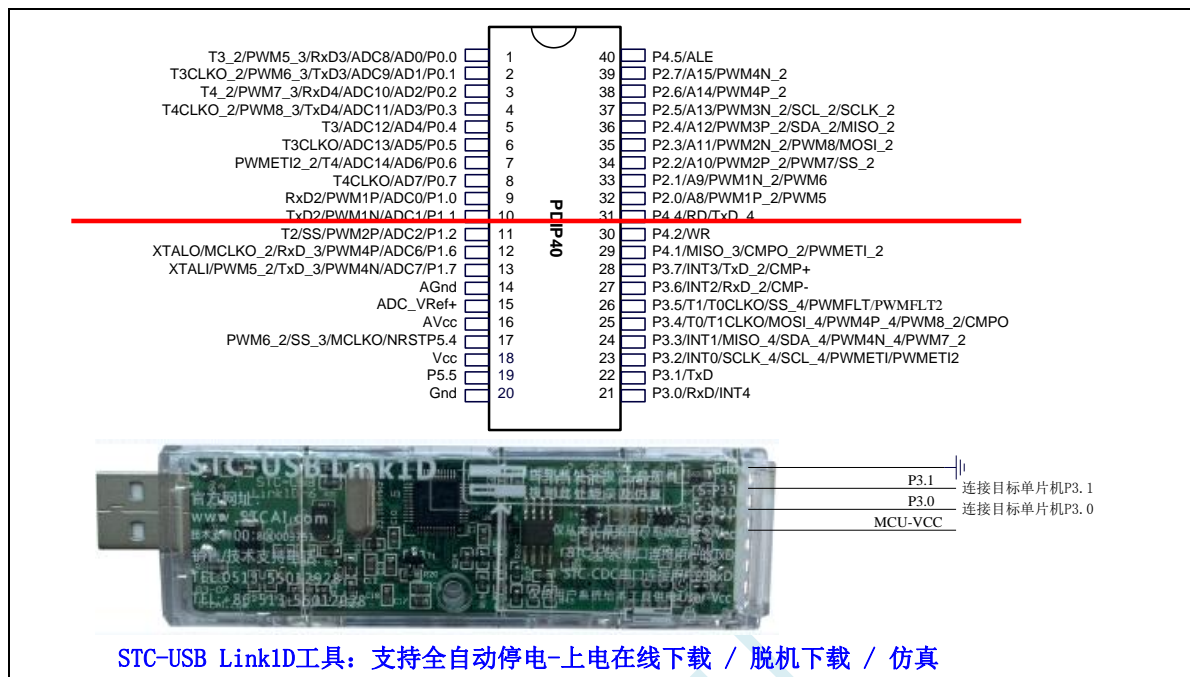 T3_2/PWM5_3/RxD3/ADC8/AD0/P0.0 1 40 P4.5/ALE
T3CLKO_2/PWM6_3/TxD3/ADC9/AD1/P0.1 2 39 P2.7/A15/PWM4N_2
T4_2/PWM7_3/RxD4/ADC10/AD2/P0.2 3 38 P2.6/A14/PWM4P_2
T4CLKO_2/PWM8_3/TxD4/ADC11/AD3/P0.3 4 37 P2.5/A13/PWM3N_2/SCL_2/SCLK_2
T3/ADC12/AD4/P0.4 5 36 P2.4/A12/PWM3P_2/SDA_2/MISO_2
T3CLKO/ADC13/AD5/P0.5 6 35 P2.3/A11/PWM2N_2/PWM8/MOSI_2
PWMETI2_2/T4/ADC14/AD6/P0.6 7 34 P2.2/A10/PWM2P_2/PWM7/SS_2
T4CLKO/AD7/P0.7 8 33 P2.1/A9/PWM1N_2/PWM6
RxD2/PWM1P/ADC0/P1.0 9 32 P2.0/A8/PWM1P_2/PWM5
TxD2/PWM1N/ADC1/P1.1 10 31 P4.4/RD/TxD_4
T2/SS/PWM2P/ADC2/P1.2 11 30 P4.2/WR
XTALO/MCLKO_2/RxD_3/PWM4P/ADC6/P1.6 12 29 P4.1/MISO_3/CMPO_2/PWMETI_2
XTALI/PWM5_2/TxD_3/PWM4N/ADC7/P1.7 13 28 P3.7/INT3/TxD_2/CMP+
AGnd 14 27 P3.6/INT2/RxD_2/CMP-
ADC_VRef+ 15 26 P3.5/T1/T0CLKO/SS_4/PWMFLT/PWMFLT2
AVcc 16 25 P3.4/T0/T1CLKO/MOSI_4/PWM4P_4/PWM8_2/CMPO
PWM6_2/SS_3/MCLKO/NRSTP5.4 17 24 P3.3/INT1/MISO_4/SDA_4/PWM4N_4/PWM7_2
Vcc 18 23 P3.2/INT0/SCLK_4/SCL_4/PWMETI/PWMETI2
P5.5 19 22 P3.1/TxD
Gnd 20 21 P3.0/RxD/INT4
PDIP40
STC-USB Link1D
Gnd
官方网址
www.STCAI.com
P3.1 连接目标单片机P3.1
P3.0 连接目标单片机P3.0
MCU-VCC
TEL:0513-55012928
STC-USB Link1D工具：支持全自动停电-上电在线下载 / 脱机下载 / 仿真